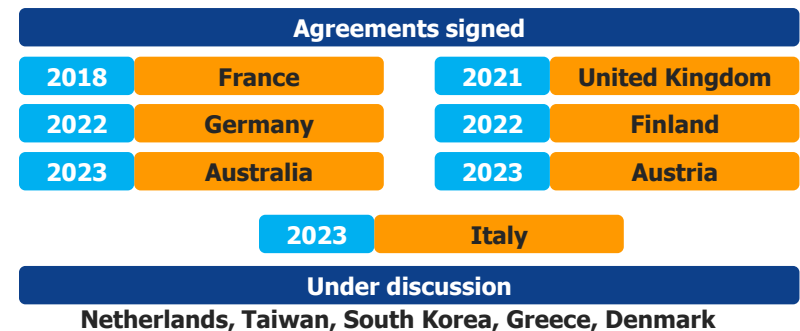 Agreements signed
2018 France 2021 United Kingdom
2022 Germany 2022 Finland
2023 Australia 2023 Austria
2023 Italy
Under discussion
Netherlands, Taiwan, South Korea, Greece, Denmark